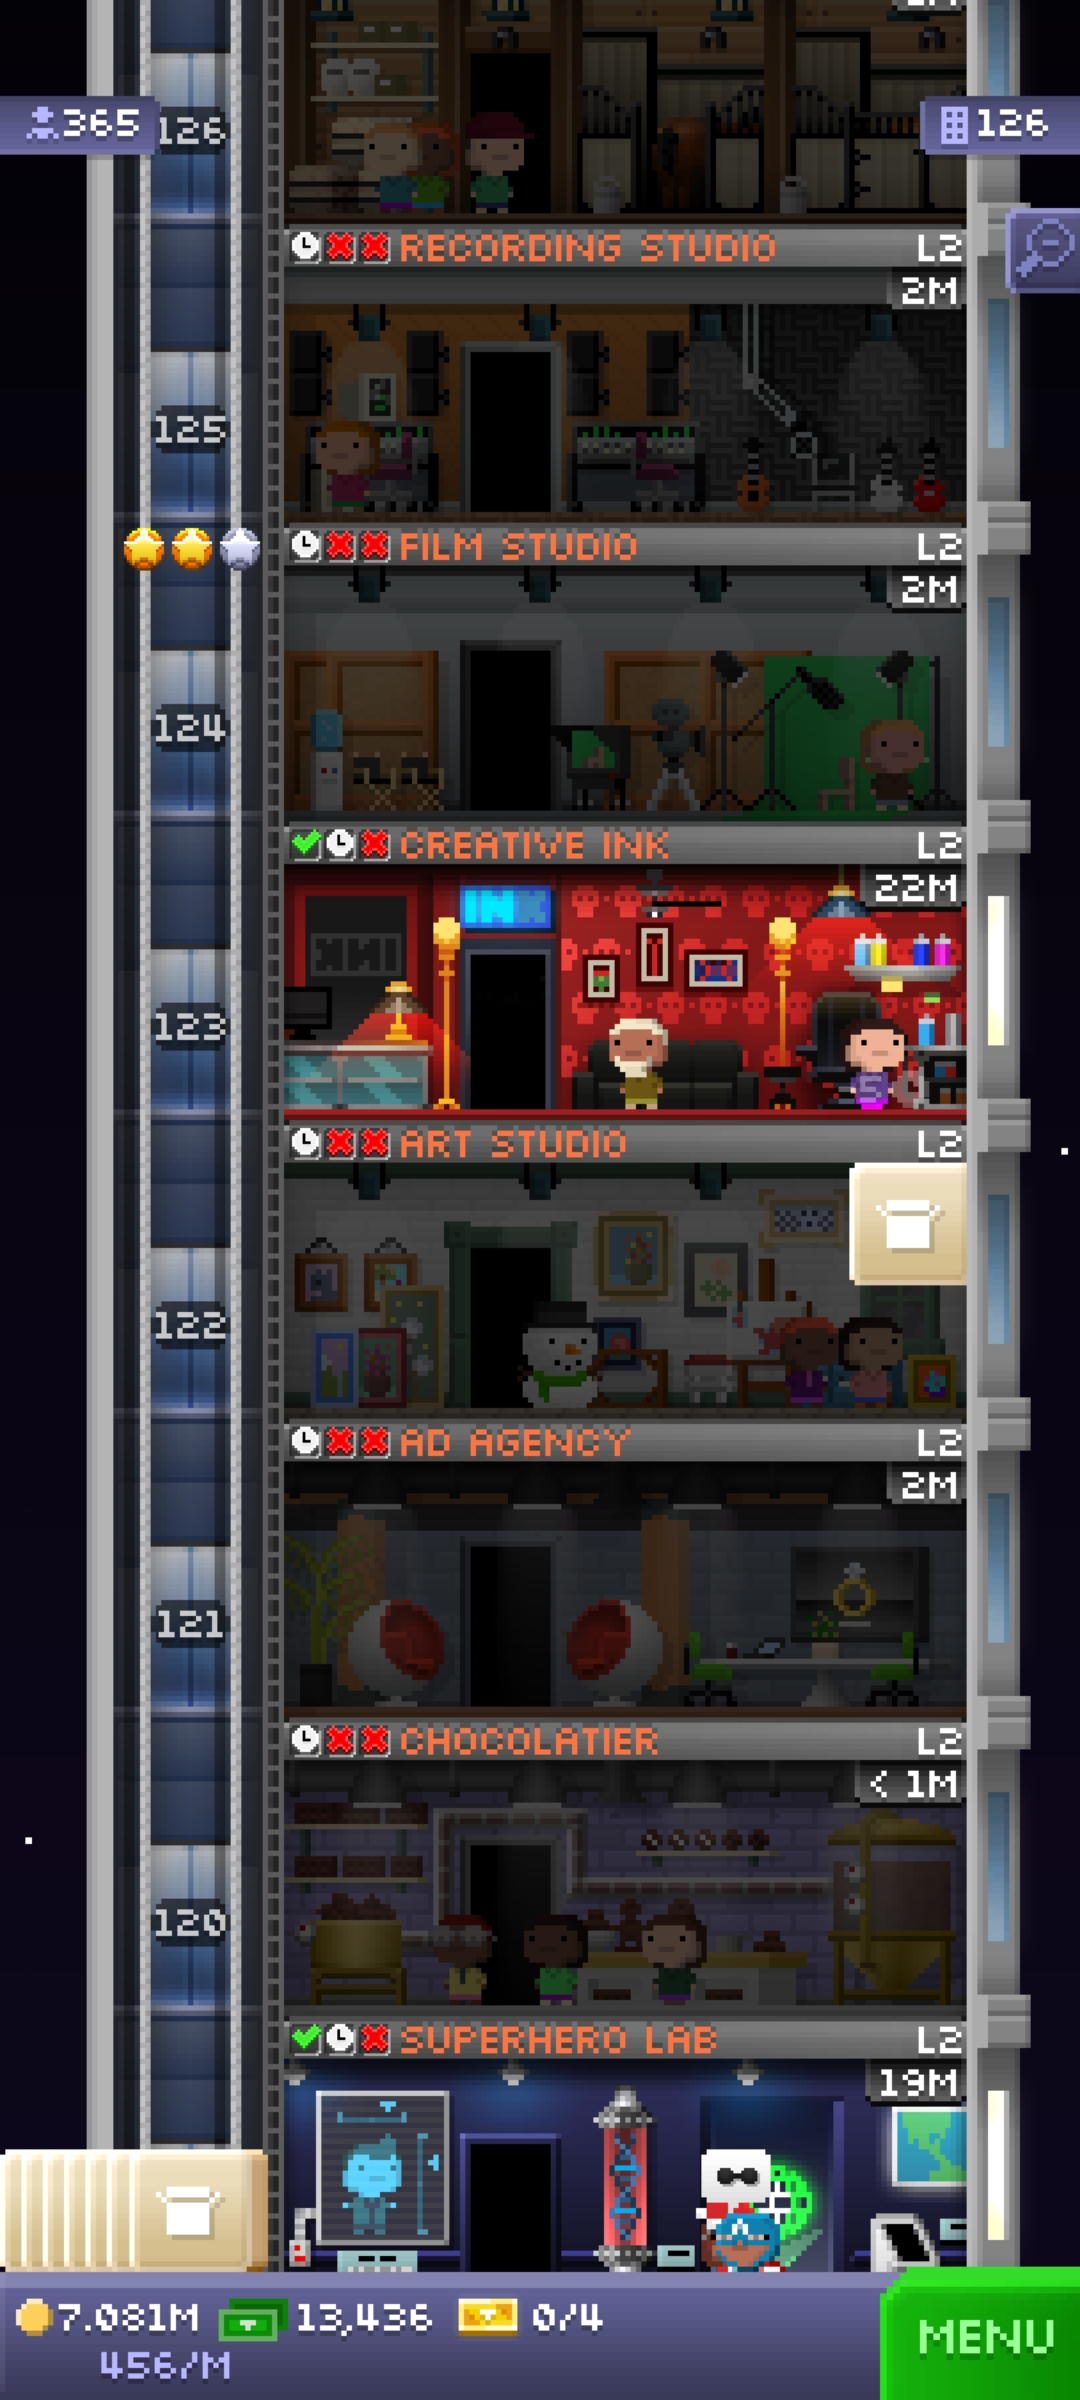 365
126
126
RECORDING STUDIO L2
2M
125
FILM STUDIO L2
2M
124
CREATIVE INK L2
22M
INK
INK
123
ART STUDIO L2
122
AD AGENCY L2
2M
121
CHOCOLATIER L2
< 1M
120
SUPERHERO LAB L2
19M
7.081M 13,436 0/4
456/M
MENU